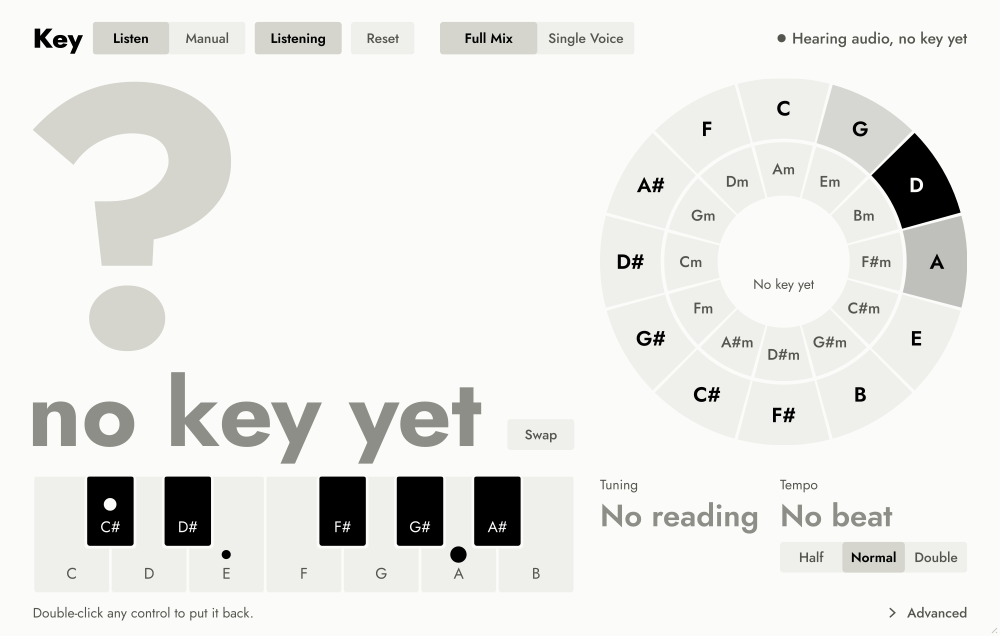 Key Listen Manual Listening Reset Full Mix Single Voice Hearing audio, no key yet
?
C
F G
A# D
Am
Dm Em
Gm Bm
D# Cm F#m A
No key yet
Fm C#m
G# E
A#m G#m
D#m
C# B
F#
no key yet Swap
Tuning Tempo
No reading No beat
C# D# F# G# A#
Half Normal Double
C D E F G A B
Double-click any control to put it back. Advanced